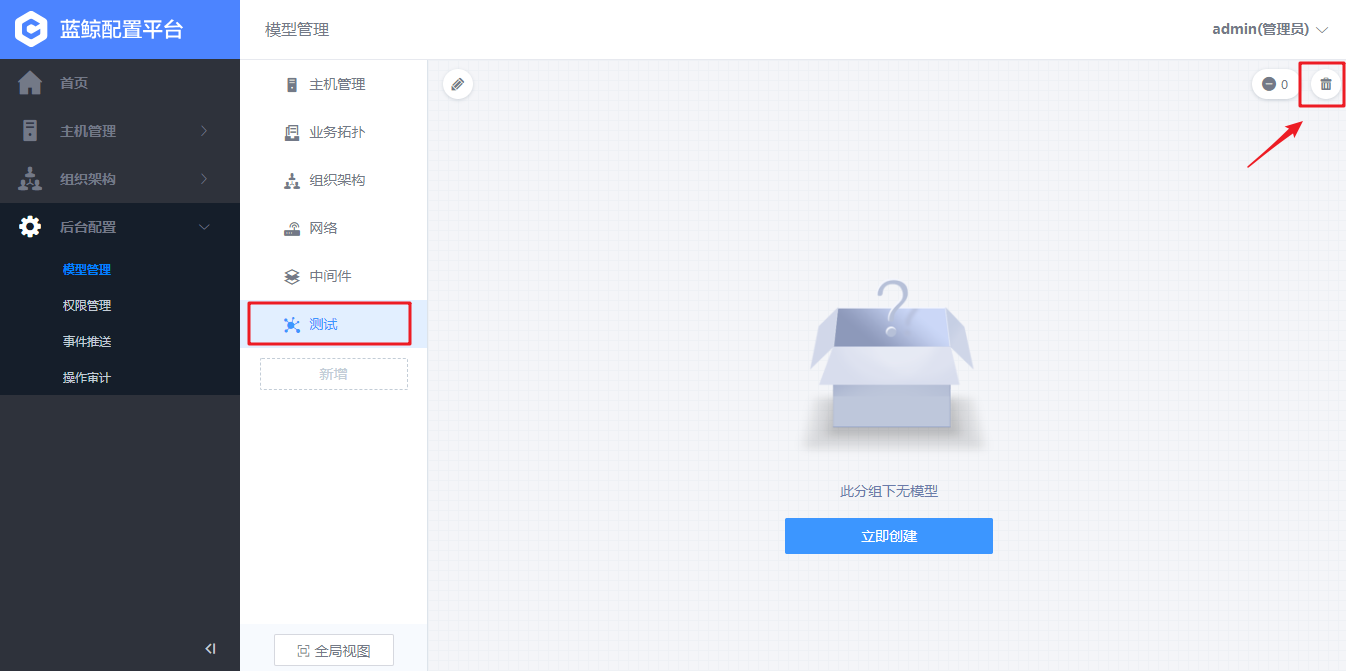 蓝鲸配置平台
模型管理
admin(管理员)
首页
主机管理
组织架构
后台配置
模型管理
权限管理
事件推送
操作审计
主机管理
业务拓扑
组织架构
网络
中间件
测试
新增
全局视图
0
此分组下无模型
立即创建